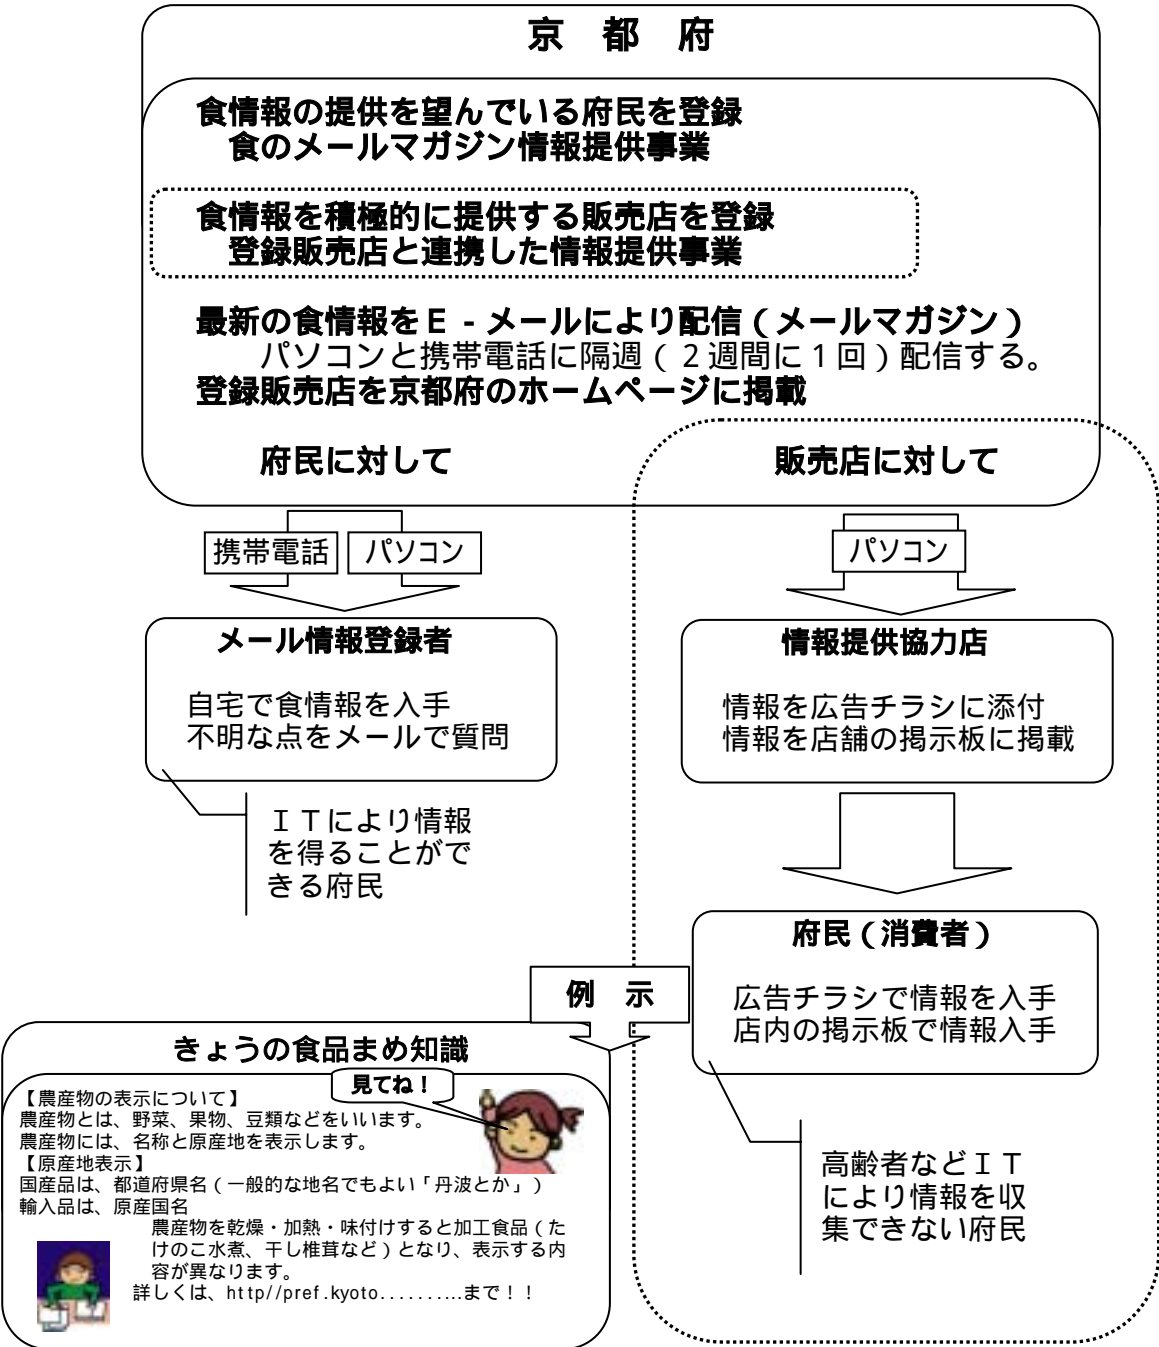 京　都　府
食情報の提供を望んでいる府民を登録
食のメールマガジン情報提供事業
食情報を積極的に提供する販売店を登録
登録販売店と連携した情報提供事業
最新の食情報をＥ－メールにより配信（メールマガジン）
パソコンと携帯電話に隔週（２週間に１回）配信する。
登録販売店を京都府のホームページに掲載
府民に対して
販売店に対して
携帯電話
パソコン
パソコン
メール情報登録者
自宅で食情報を入手
不明な点をメールで質問
情報提供協力店
情報を広告チラシに添付
情報を店舗の掲示板に掲載
ＩＴにより情報
を得ることがで
きる府民
府民（消費者）
広告チラシで情報を入手
店内の掲示板で情報入手
高齢者などＩＴ
により情報を収
集できない府民
例　示
きょうの食品まめ知識
見てね！
【農産物の表示について】
農産物とは、野菜、果物、豆類などをいいます。
農産物には、名称と原産地を表示します。
【原産地表示】
国産品は、都道府県名（一般的な地名でもよい「丹波とか」）
輸入品は、原産国名
農産物を乾燥・加熱・味付けすると加工食品（た
けのこ水煮、干し椎茸など）となり、表示する内
容が異なります。
詳しくは、http//pref.kyoto...........まで！！